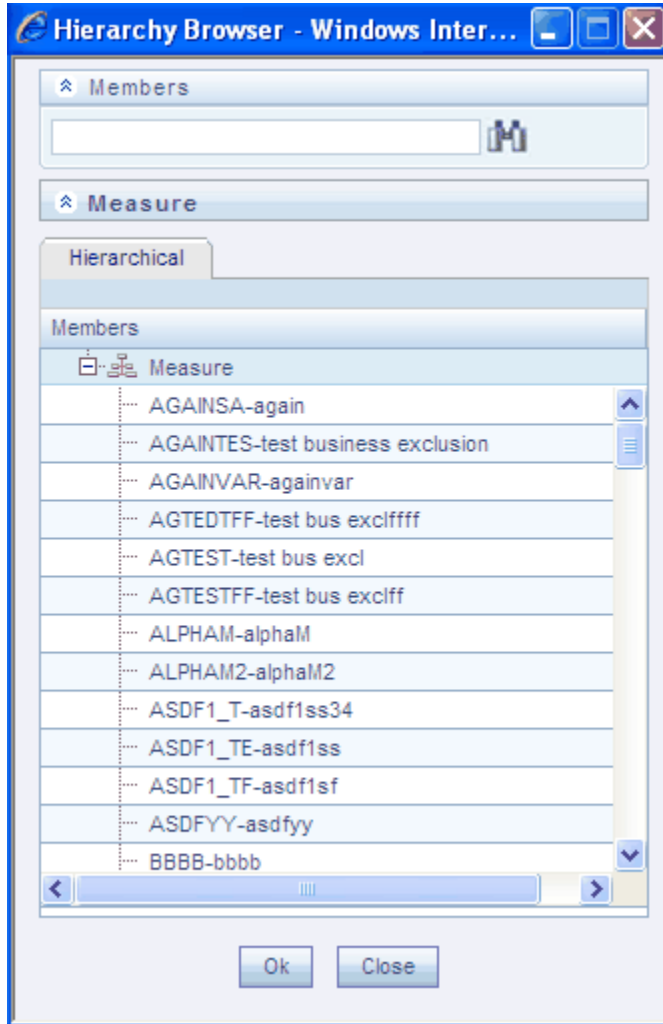 Hierarchy Browser - Windows Inter...
Members
Measure
Hierarchical
Members
Measure
AGAINSA-again
AGAINTES-test business exclusion
AGAINVAR-againvar
AGTEDTFF-test bus exclffff
AGTEST-test bus excl
AGTESTFF-test bus exclff
ALPHAM-alphaM
ALPHAM2-alphaM2
ASDF1_T-asdf1ss34
ASDF1_TE-asdf1ss
ASDF1_TF-asdf1sf
ASDFYY-asdfyy
BBBB-bbbb
Ok Close